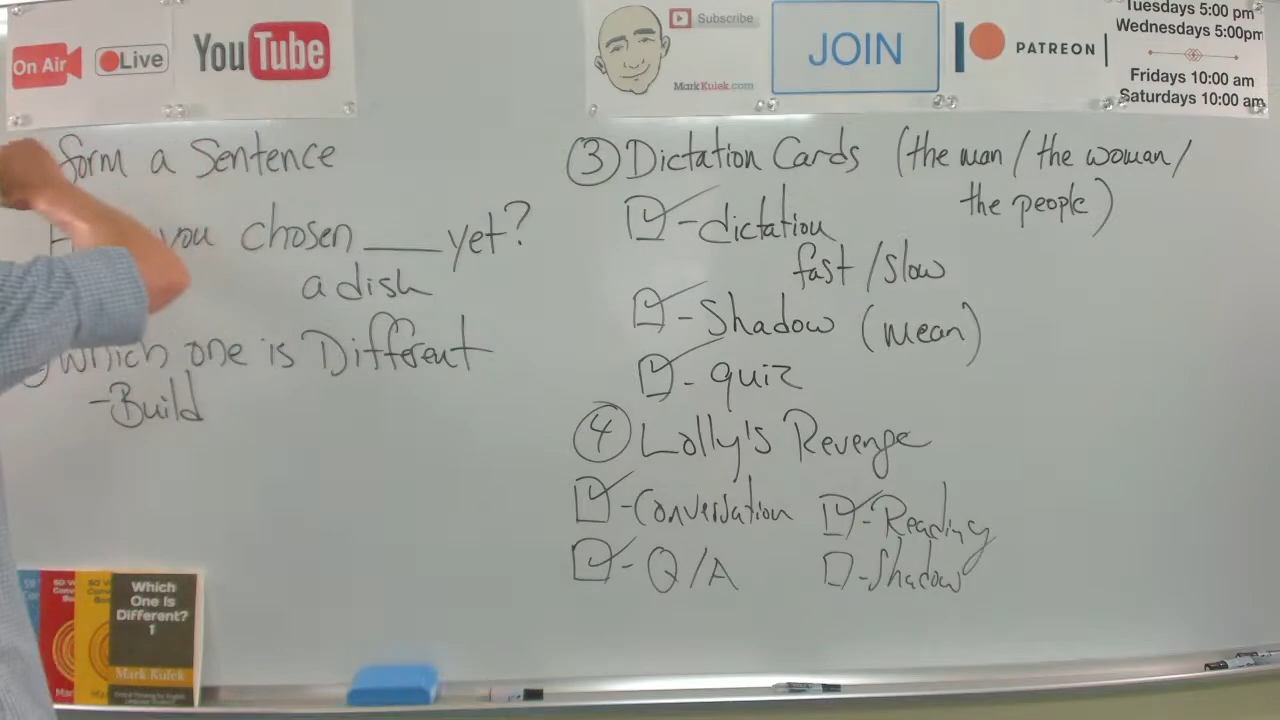 On Air
Live
YouTube
Subscribe
MarkKulek.com
JOIN
PATREON
Tuesdays 5:00 pm
Wednesdays 5:00pm
Fridays 10:00 am
Saturdays 10:00 am
form a Sentence
you chosen ___ yet?
a dish
Which one is Different
-Build
③ Dictation Cards (the man / the woman /
the people)
☑-dictation
fast / slow
☑-Shadow (mean)
☑-quiz
④ Lolly's Revenge
☑-Conversation ☑-Reading
☑-Q/A ☐-Shadow
Which
One Is
Different?
1
Mark Kulek